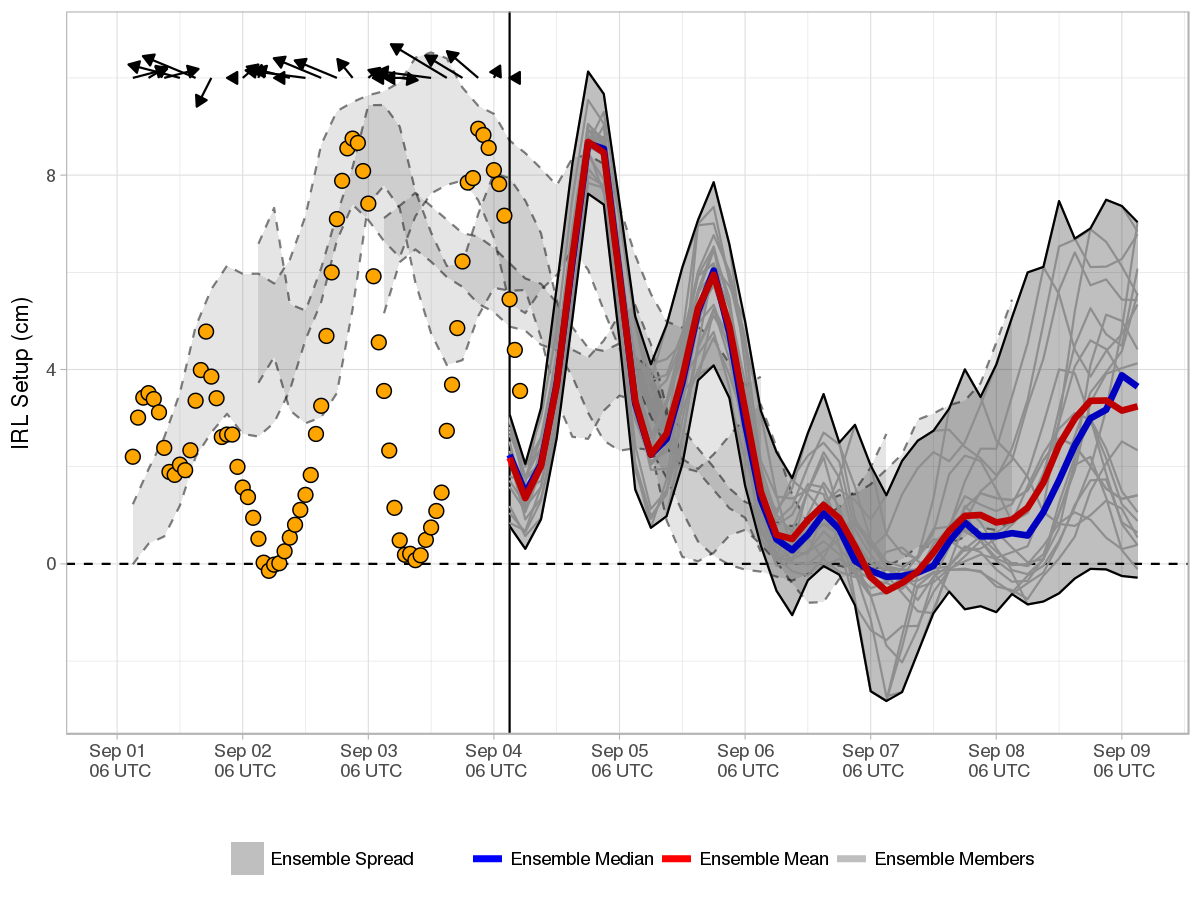 IRL Setup (cm)
8
4
0
Sep 01 Sep 02 Sep 03 Sep 04 Sep 05 Sep 06 Sep 07 Sep 08 Sep 09
06 UTC 06 UTC 06 UTC 06 UTC 06 UTC 06 UTC 06 UTC 06 UTC 06 UTC
Ensemble Spread Ensemble Median Ensemble Mean Ensemble Members